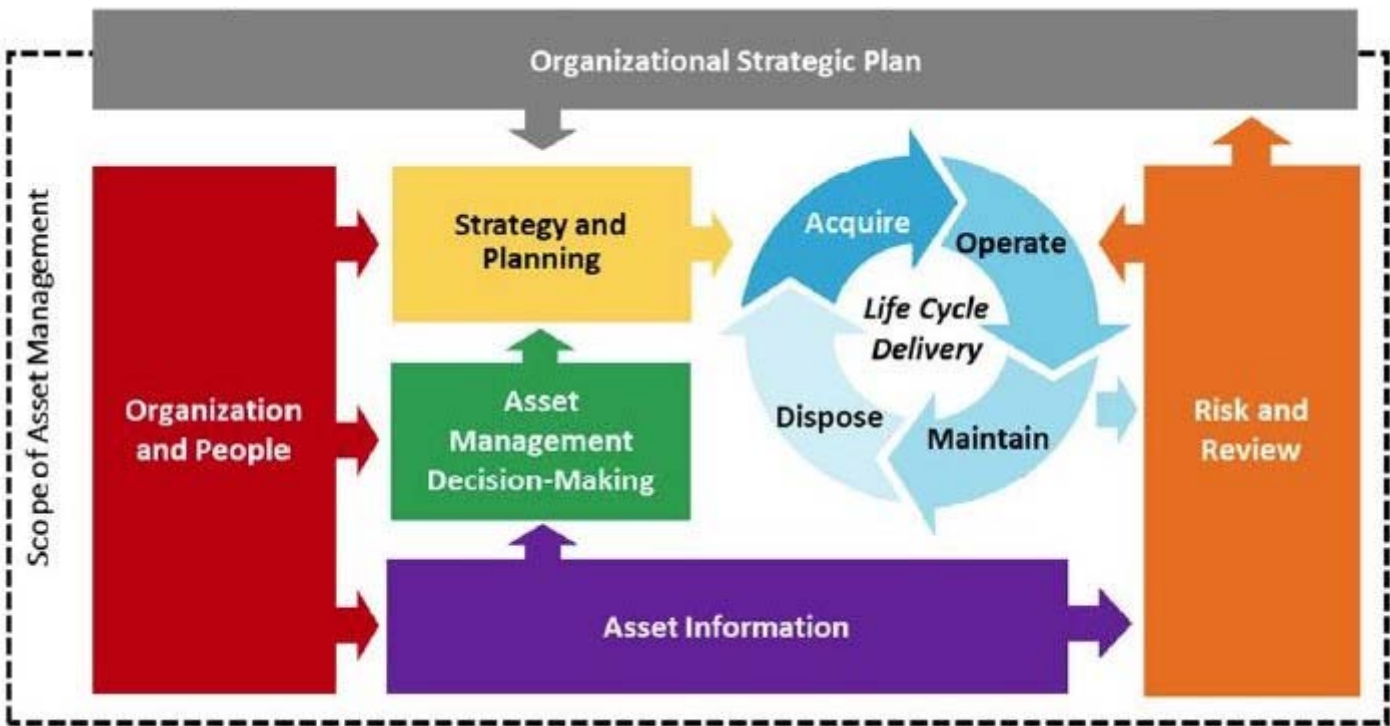 Organizational Strategic Plan
Scope of Asset Management
Organization
and People
Strategy and
Planning
Asset
Management
Decision-Making
Asset Information
Acquire
Operate
Life Cycle
Delivery
Dispose
Maintain
Risk and
Review